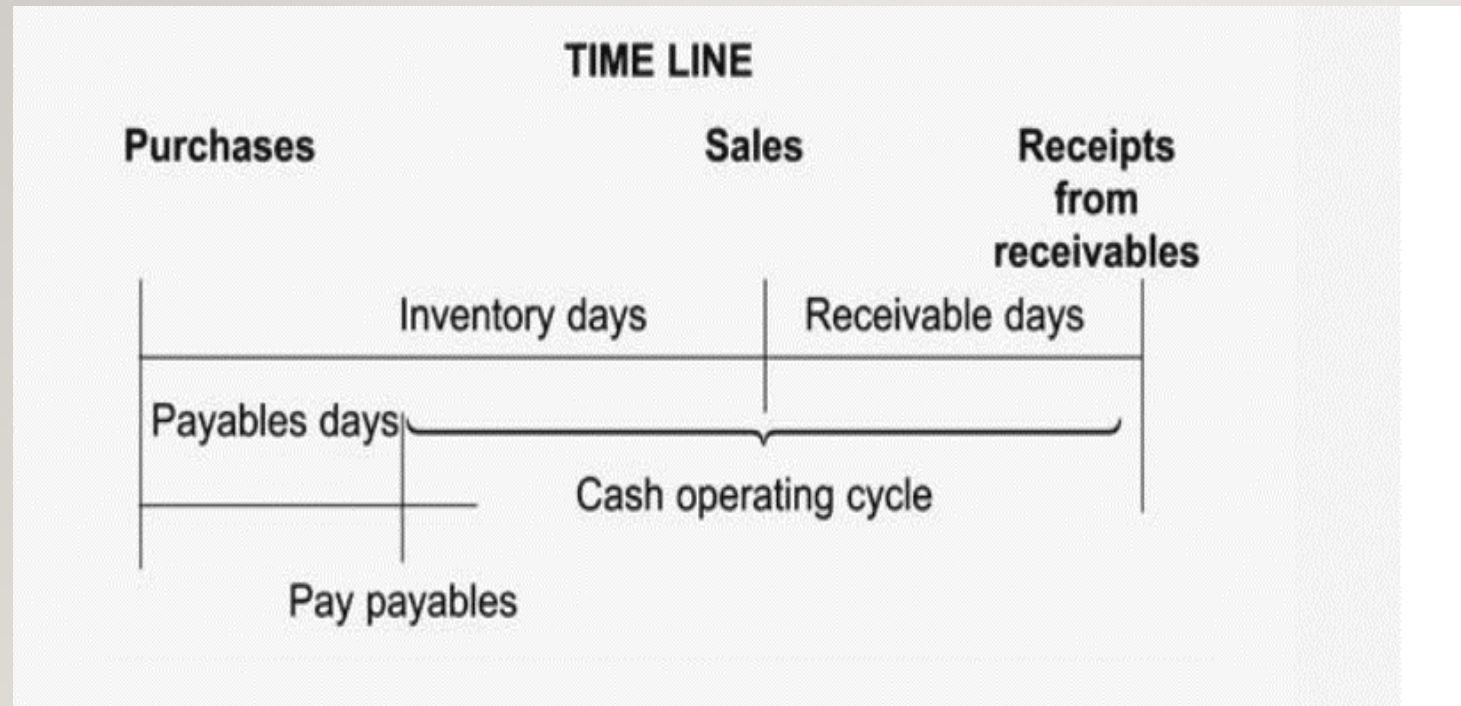 TIME LINE
Purchases
Sales
Receipts
from
receivables
Inventory days
Receivable days
Payables days
Cash operating cycle
Pay payables